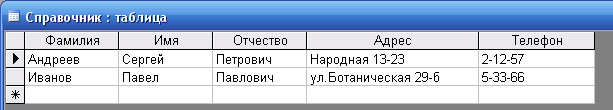 Справочник : таблица
Фамилия Имя Отчество Адрес Телефон
Андреев Сергей Петрович Народная 13-23 2-12-57
Иванов Павел Павлович ул.Ботаническая 29-б 5-33-66